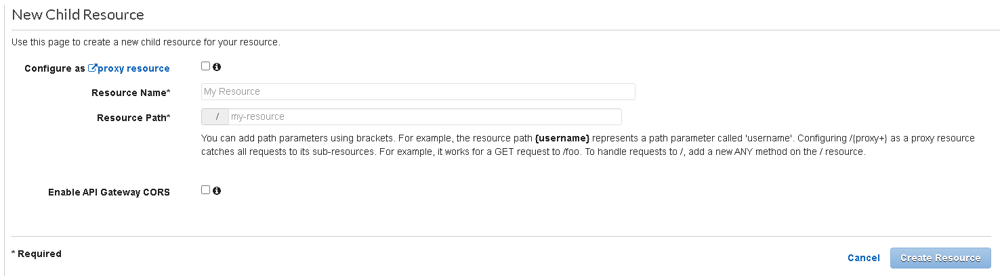 New Child Resource
Use this page to create a new child resource for your resource.
Configure as proxy resource
Resource Name*
My Resource
Resource Path*
/ my-resource
You can add path parameters using brackets. For example, the resource path {username} represents a path parameter called 'username'. Configuring /{proxy+} as a proxy resource
catches all requests to its sub-resources. For example, it works for a GET request to /foo. To handle requests to /, add a new ANY method on the / resource.
Enable API Gateway CORS
* Required
Cancel
Create Resource